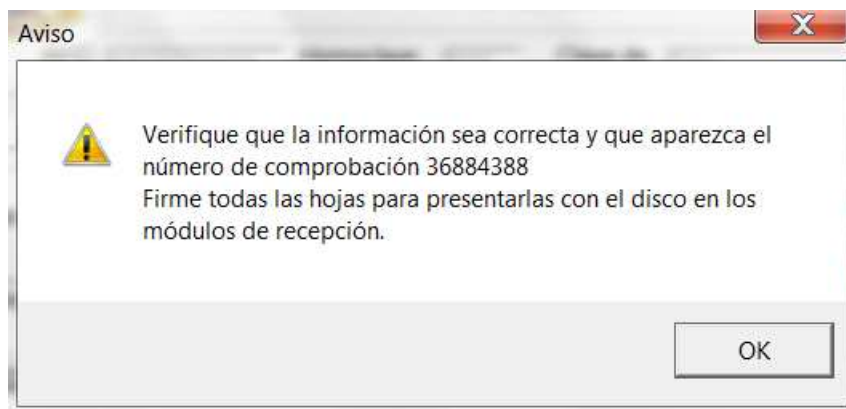 Aviso
Verifique que la información sea correcta y que aparezca el
número de comprobación 36884388
Firme todas las hojas para presentarlas con el disco en los
módulos de recepción.
OK